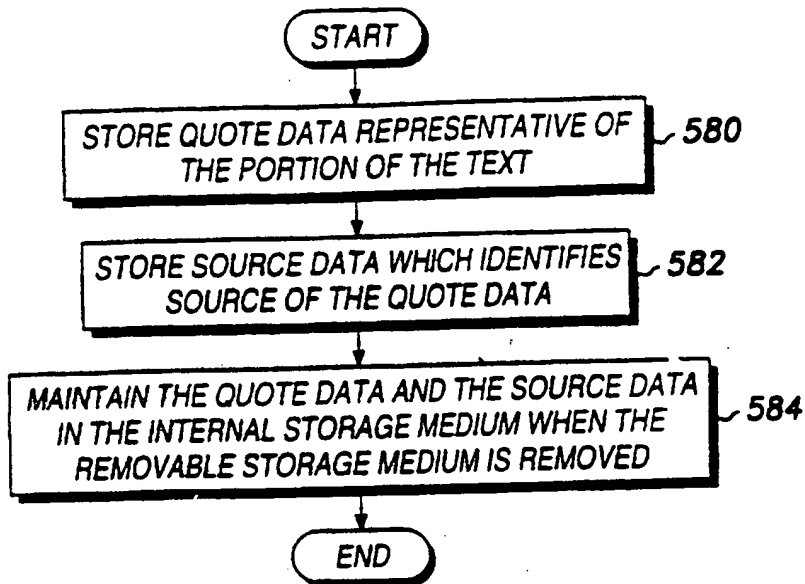 START
STORE QUOTE DATA REPRESENTATIVE OF
THE PORTION OF THE TEXT
580
STORE SOURCE DATA WHICH IDENTIFIES
SOURCE OF THE QUOTE DATA
582
MAINTAIN THE QUOTE DATA AND THE SOURCE DATA
IN THE INTERNAL STORAGE MEDIUM WHEN THE
REMOVABLE STORAGE MEDIUM IS REMOVED
584
END